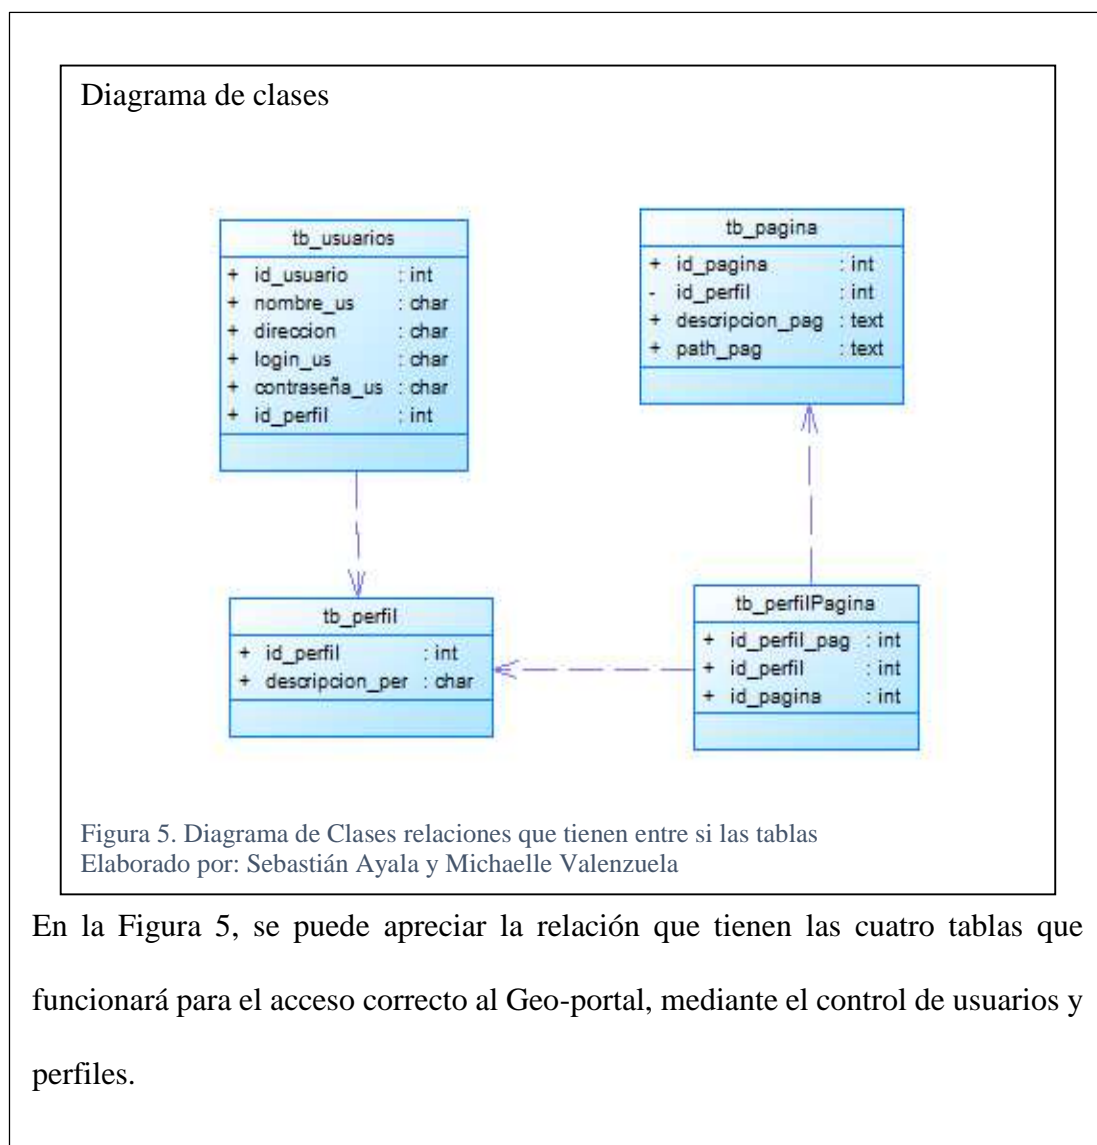 Diagrama de clases
tb_usuarios
+ id_usuario : int
+ nombre_us : char
+ direccion : char
+ login_us : char
+ contraseña_us : char
+ id_perfil : int
tb_pagina
+ id_pagina : int
- id_perfil : int
+ descripcion_pag : text
+ path_pag : text
tb_perfil
+ id_perfil : int
+ descripcion_per : char
tb_perfilPagina
+ id_perfil_pag : int
+ id_perfil : int
+ id_pagina : int
Figura 5. Diagrama de Clases relaciones que tienen entre si las tablas
Elaborado por: Sebastián Ayala y Michaelle Valenzuela
En la Figura 5, se puede apreciar la relación que tienen las cuatro tablas que
funcionará para el acceso correcto al Geo-portal, mediante el control de usuarios y
perfiles.